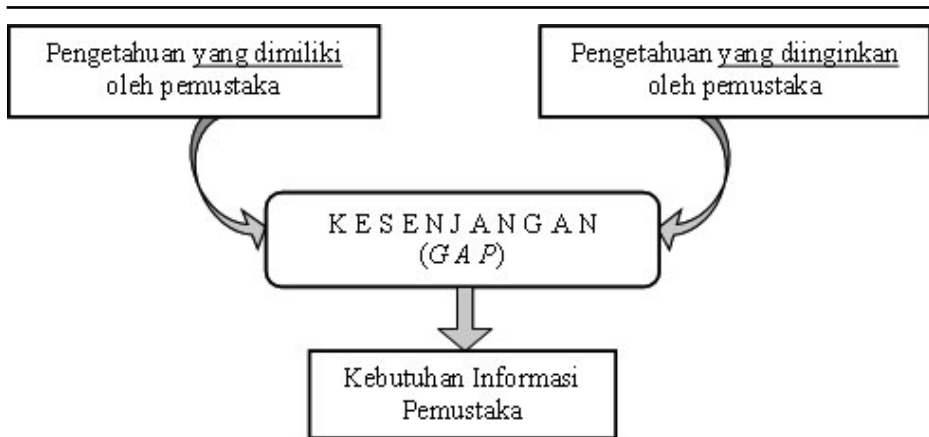 Pengetahuan yang dimiliki
oleh pemustaka
Pengetahuan yang diinginkan
oleh pemustaka
K E S E N J A N G A N
(G A P)
Kebutuhan Informasi
Pemustaka